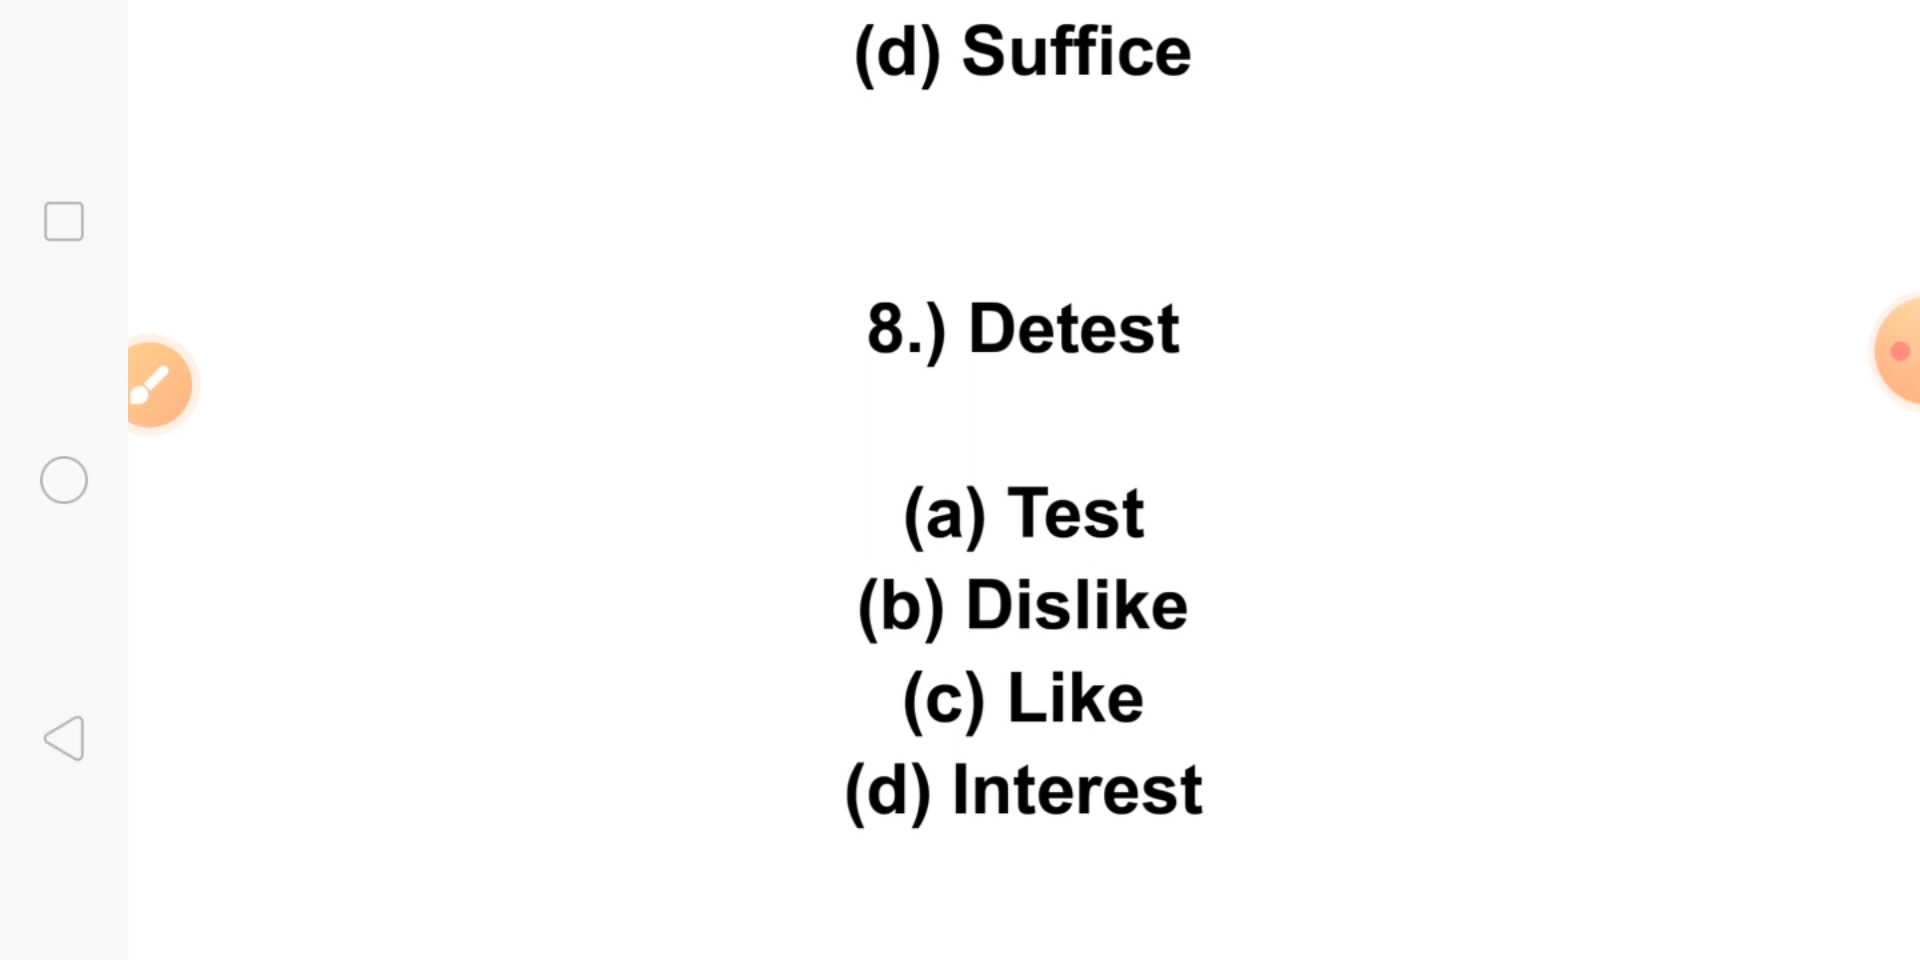 (d) Suffice
8.) Detest
(a) Test
(b) Dislike
(c) Like
(d) Interest